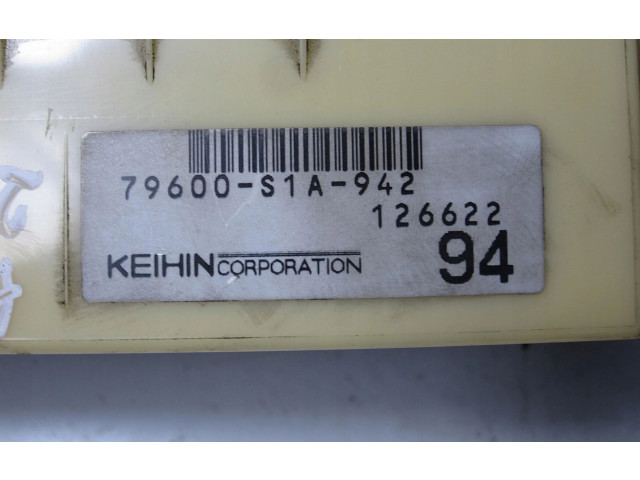 79600-S1A-942
126622
KEIHIN CORPORATION
94